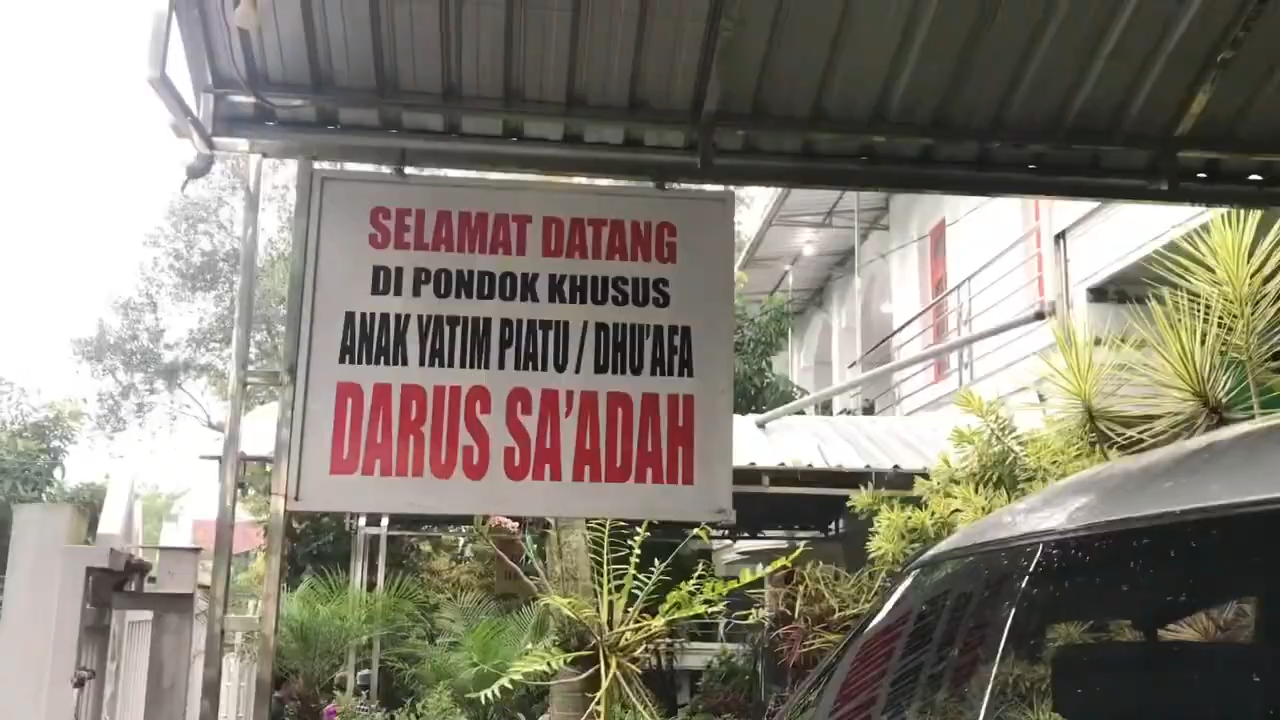 SELAMAT DATANG
DI PONDOK KHUSUS
ANAK YATIM PIATU / DHU'AFA
DARUS SA'ADAH